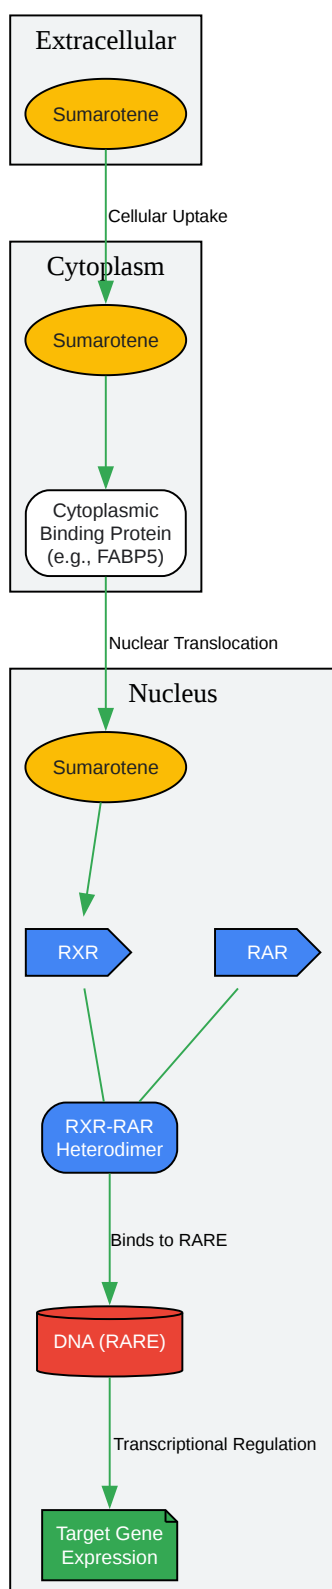 Extracellular
Sumarotene
Cellular Uptake
Cytoplasm
Sumarotene
Cytoplasmic
Binding Protein
(e.g., FABP5)
Nuclear Translocation
Nucleus
Sumarotene
RXR
RAR
RXR-RAR
Heterodimer
Binds to RARE
DNA (RARE)
Transcriptional Regulation
Target Gene
Expression